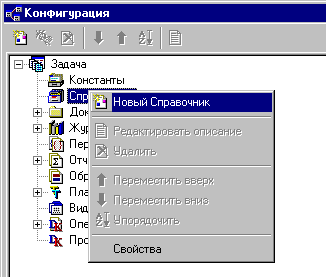 Конфигурация
Задача
Константы
Спр
Новый Справочник
Док
Жур
Редактировать описание
Пер
Удалить
Отч
Обр
Переместить вверх
Пла
Переместить вниз
Вид
Упорядочить
Опе
Про
Свойства